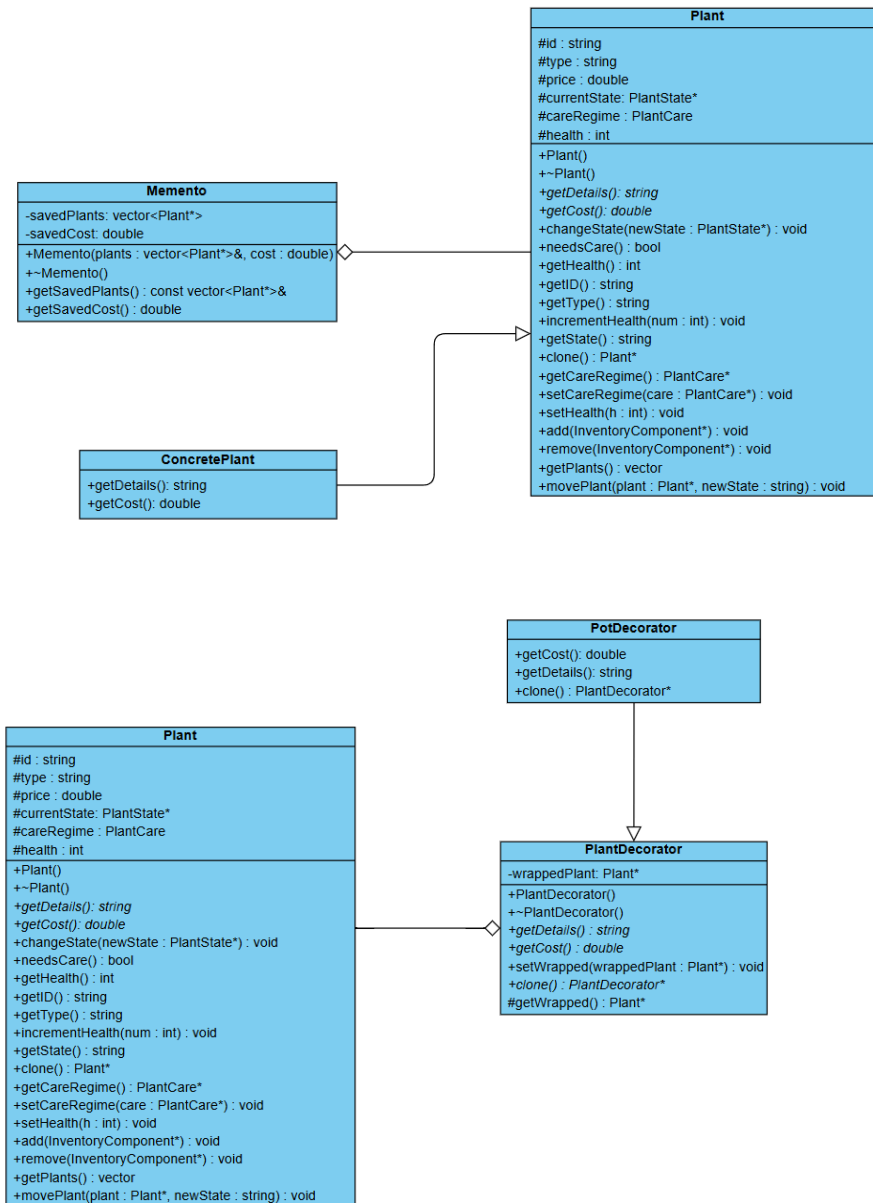 Plant
#id : string
#type : string
#price : double
#currentState: PlantState*
#careRegime : PlantCare
#health : int
+Plant()
+~Plant()
+getDetails(): string
+getCost(): double
+changeState(newState : PlantState*) : void
+needsCare() : bool
+getHealth() : int
+getID() : string
+getType() : string
+incrementHealth(num : int) : void
+getState() : string
+clone() : Plant*
+getCareRegime() : PlantCare*
+setCareRegime(care : PlantCare*) : void
+setHealth(h : int) : void
+add(InventoryComponent*) : void
+remove(InventoryComponent*) : void
+getPlants() : vector
+movePlant(plant : Plant*, newState : string) : void
Memento
-savedPlants: vector<Plant*>
-savedCost: double
+Memento(plants : vector<Plant*>&, cost : double)
+~Memento()
+getSavedPlants() : const vector<Plant*>&
+getSavedCost() : double
ConcretePlant
+getDetails(): string
+getCost(): double
PotDecorator
+getCost(): double
+getDetails(): string
+clone() : PlantDecorator*
Plant
#id : string
#type : string
#price : double
#currentState: PlantState*
#careRegime : PlantCare
#health : int
+Plant()
+~Plant()
+getDetails(): string
+getCost(): double
+changeState(newState : PlantState*) : void
+needsCare() : bool
+getHealth() : int
+getID() : string
+getType() : string
+incrementHealth(num : int) : void
+getState() : string
+clone() : Plant*
+getCareRegime() : PlantCare*
+setCareRegime(care : PlantCare*) : void
+setHealth(h : int) : void
+add(InventoryComponent*) : void
+remove(InventoryComponent*) : void
+getPlants() : vector
+movePlant(plant : Plant*, newState : string) : void
PlantDecorator
-wrappedPlant: Plant*
+PlantDecorator()
+~PlantDecorator()
+getDetails() : string
+getCost() : double
+setWrapped(wrappedPlant : Plant*) : void
+clone() : PlantDecorator*
#getWrapped() : Plant*